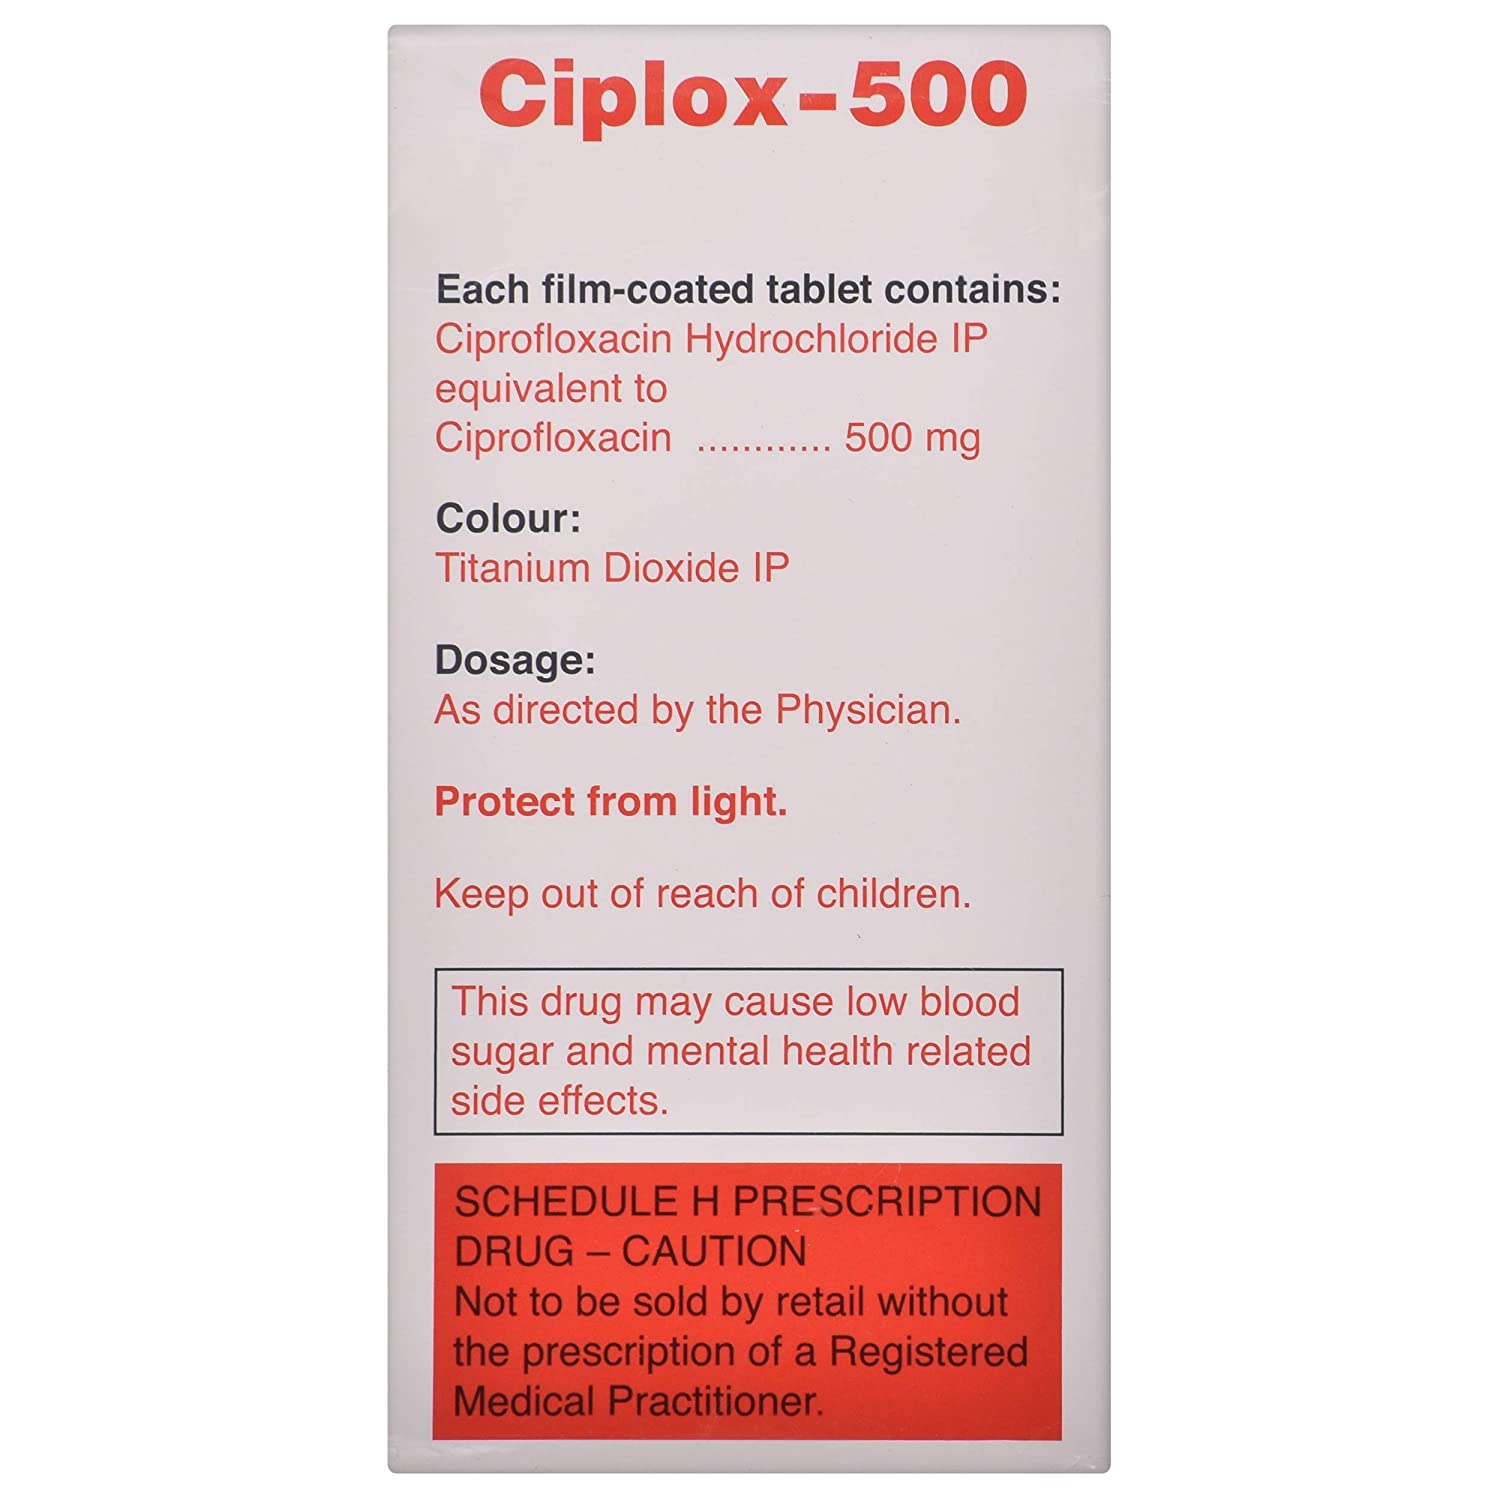 Ciplox-500
Each film-coated tablet contains:
Ciprofloxacin Hydrochloride IP
equivalent to
Ciprofloxacin ............ 500 mg
Colour:
Titanium Dioxide IP
Dosage:
As directed by the Physician.
Protect from light.
Keep out of reach of children.
This drug may cause low blood
sugar and mental health related
side effects.
SCHEDULE H PRESCRIPTION
DRUG – CAUTION
Not to be sold by retail without
the prescription of a Registered
Medical Practitioner.